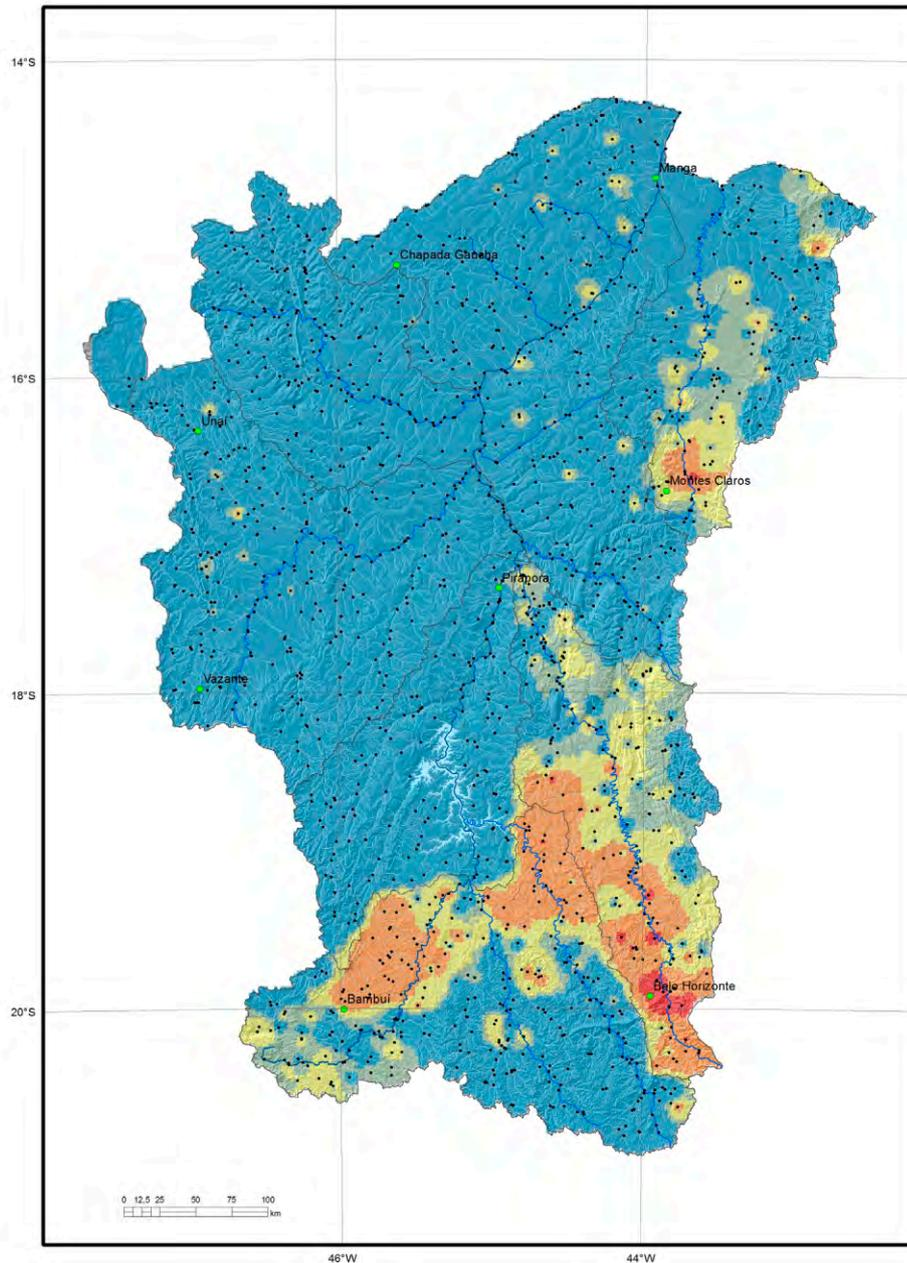 14°S
Manga
Chapada Gaúcha
16°S
Unaí
Montes Claros
Pirapora
Vazante
18°S
Belo Horizonte
20°S
Bambuí
0 12,5 25 50 75 100
km
46°W 44°W